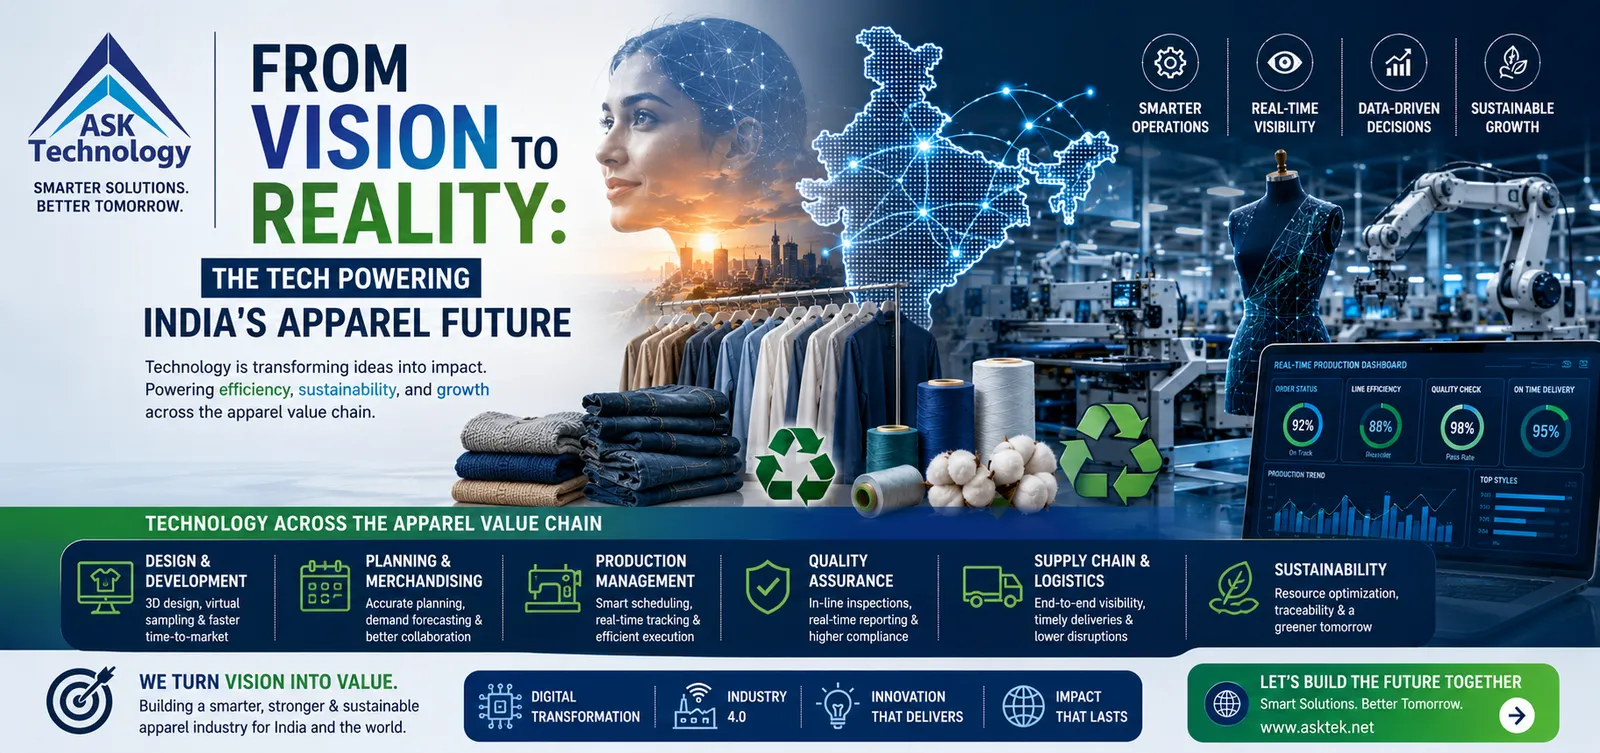 ASK
Technology
SMARTER SOLUTIONS.
BETTER TOMORROW.
FROM
VISION TO
REALITY:
THE TECH POWERING
INDIA'S APPAREL FUTURE
Technology is transforming ideas into impact.
Powering efficiency, sustainability, and growth
across the apparel value chain.
SMARTER
OPERATIONS
REAL-TIME
VISIBILITY
DATA-DRIVEN
DECISIONS
SUSTAINABLE
GROWTH
REAL-TIME PRODUCTION DASHBOARD
ORDER STATUS
92%
On Track
LINE EFFICIENCY
88%
QUALITY CHECK
98%
Pass Rate
ON TIME DELIVERY
95%
PRODUCTION TREND
TOP STYLES
TECHNOLOGY ACROSS THE APPAREL VALUE CHAIN
DESIGN &
DEVELOPMENT
3D design, virtual
sampling & faster
time-to-market
PLANNING &
MERCHANDISING
Accurate planning,
demand forecasting &
better collaboration
PRODUCTION
MANAGEMENT
Smart scheduling,
real-time tracking &
efficient execution
QUALITY
ASSURANCE
In-line inspections,
real-time reporting &
higher compliance
SUPPLY CHAIN &
LOGISTICS
End-to-end visibility,
timely deliveries &
lower disruptions
SUSTAINABILITY
Resource optimization,
traceability & a
greener tomorrow
WE TURN VISION INTO VALUE.
Building a smarter, stronger & sustainable
apparel industry for India and the world.
DIGITAL
TRANSFORMATION
INDUSTRY
4.0
INNOVATION
THAT DELIVERS
IMPACT
THAT LASTS
LET'S BUILD THE FUTURE TOGETHER
Smart Solutions. Better Tomorrow.
www.asktek.net